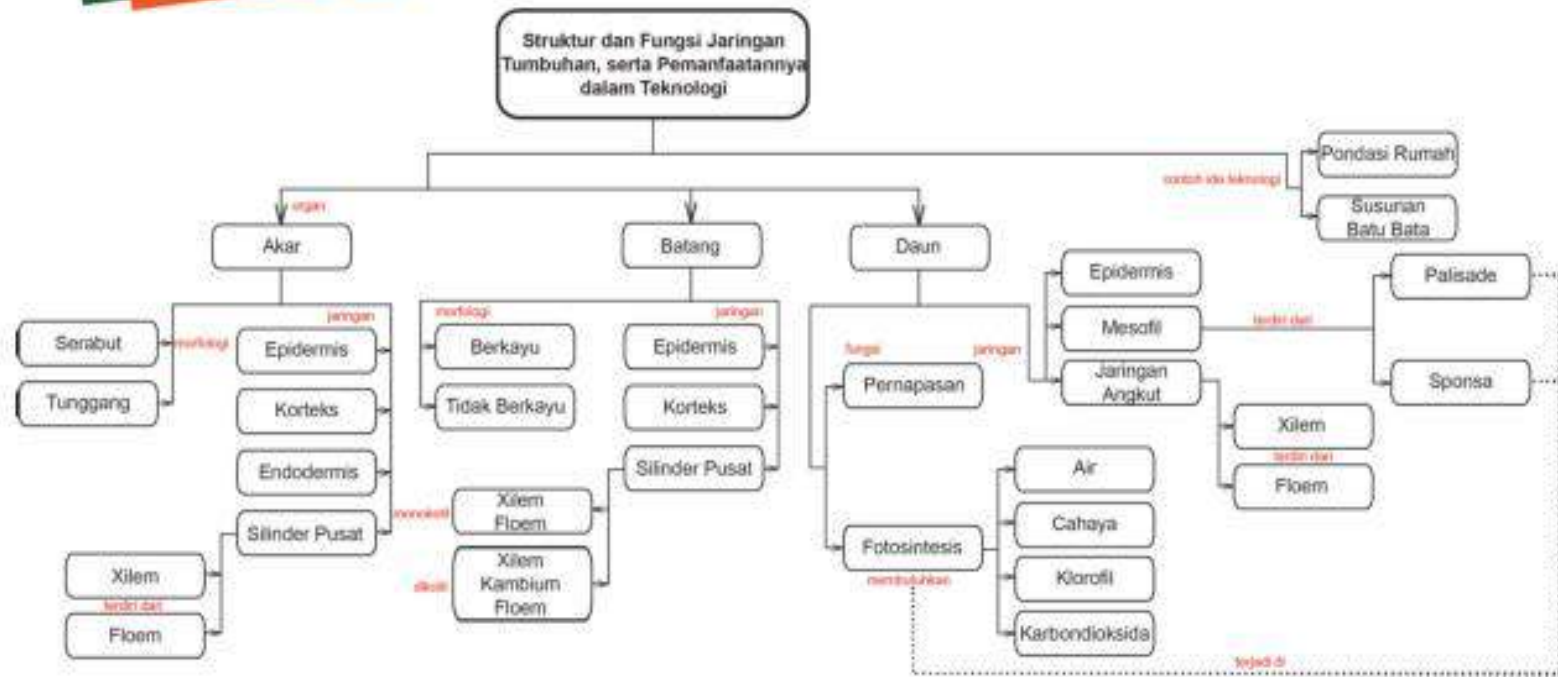 Struktur dan Fungsi Jaringan
Tumbuhan, serta Pemanfaatannya
dalam Teknologi
Pondasi Rumah
contoh ide teknologi
Susunan
Batu Bata
organ
Akar
Batang
Daun
Serabut
morfologi
Tunggang
jaringan
Epidermis
Korteks
Endodermis
Silinder Pusat
Xilem
terdiri dari
Floem
morfologi
Berkayu
Tidak Berkayu
jaringan
Epidermis
Korteks
Silinder Pusat
monokotil
Xilem
Floem
dikotil
Xilem
Kambium
Floem
fungsi
Pernapasan
Fotosintesis
membutuhkan
Air
Cahaya
Klorofil
Karbondioksida
jaringan
Epidermis
Mesofil
Jaringan
Angkut
terdiri dari
Palisade
Sponsa
Xilem
terdiri dari
Floem
terjadi di